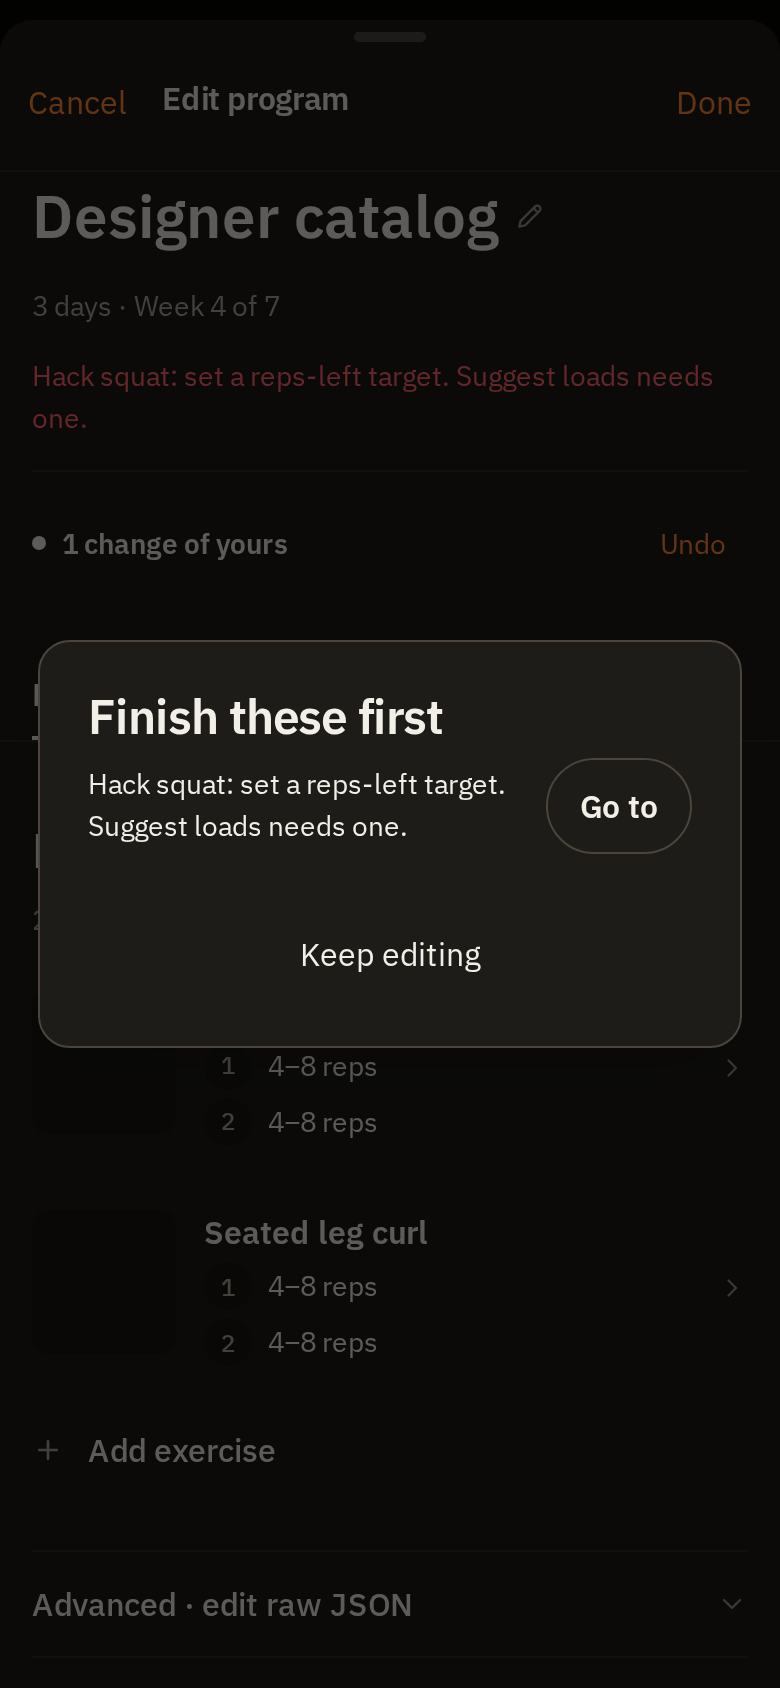 Cancel
Edit program
Done
Designer catalog
3 days · Week 4 of 7
Hack squat: set a reps-left target. Suggest loads needs
one.
1 change of yours
Undo
Finish these first
Hack squat: set a reps-left target.
Suggest loads needs one.
Go to
Keep editing
1 4–8 reps
2 4–8 reps
Seated leg curl
1 4–8 reps
2 4–8 reps
Add exercise
Advanced · edit raw JSON